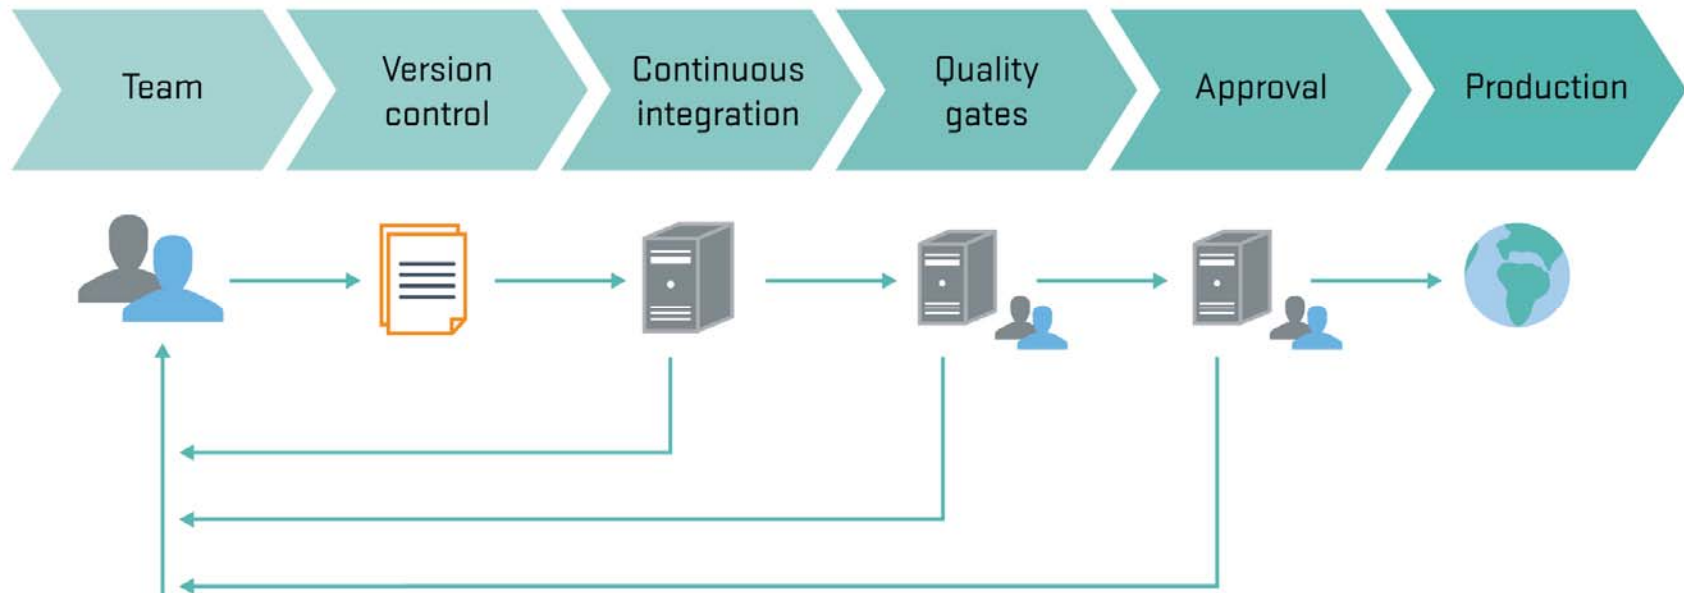 Team
Version
control
Continuous
integration
Quality
gates
Approval
Production